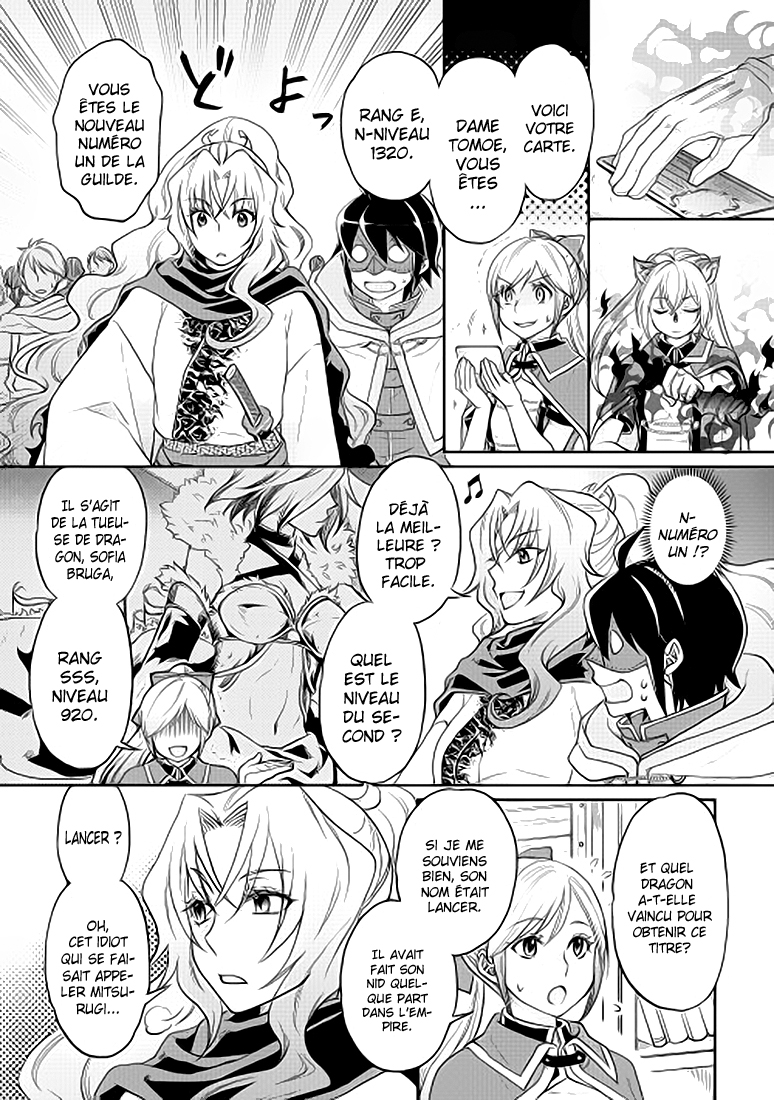 VOICI
VOTRE
CARTE.
DAME
TOMOE,
VOUS
ÊTES
...
RANG E,
N-NIVEAU
1320.
どよっ
VOUS
ÊTES LE
NOUVEAU
NUMÉRO
UN DE LA
GUILDE.
N-
NUMÉRO
UN !?
DÉJÀ
LA MEIL-
LEURE ?
TROP
FACILE.
QUEL
EST LE
NIVEAU
DU SE-
COND ?
IL S'AGIT
DE LA TUEU-
SE DE DRA-
GON, SOFIA
BRUGA,
RANG
SSS,
NIVEAU
920.
ET QUEL
DRAGON
A-T-ELLE
VAINCU POUR
OBTENIR CE
TITRE?
SI JE ME
SOUVIENS
BIEN, SON
NOM ÉTAIT
LANCER.
IL AVAIT
FAIT SON
NID QUEL-
QUE PART
DANS L'EM-
PIRE.
LANCER ?
OH,
CET IDIOT
QUI SE FAI-
SAIT APPE-
LER MITSU-
RUGI...